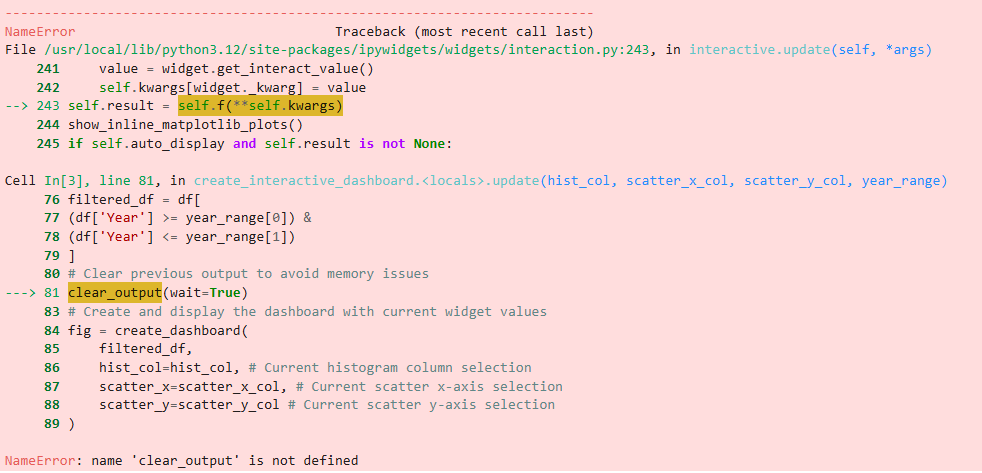 ---------------------------------------------------------------------------
NameError                                 Traceback (most recent call last)
File /usr/local/lib/python3.12/site-packages/ipywidgets/widgets/interaction.py:243, in interactive.update(self, *args)
    241     value = widget.get_interact_value()
    242     self.kwargs[widget._kwarg] = value
--> 243 self.result = self.f(**self.kwargs)
    244 show_inline_matplotlib_plots()
    245 if self.auto_display and self.result is not None:
Cell In[3], line 81, in create_interactive_dashboard.<locals>.update(hist_col, scatter_x_col, scatter_y_col, year_range)
     76 filtered_df = df[
     77 (df['Year'] >= year_range[0]) &
     78 (df['Year'] <= year_range[1])
     79 ]
     80 # Clear previous output to avoid memory issues
---> 81 clear_output(wait=True)
     83 # Create and display the dashboard with current widget values
     84 fig = create_dashboard(
     85     filtered_df,
     86     hist_col=hist_col, # Current histogram column selection
     87     scatter_x=scatter_x_col, # Current scatter x-axis selection
     88     scatter_y=scatter_y_col # Current scatter y-axis selection
     89 )
NameError: name 'clear_output' is not defined